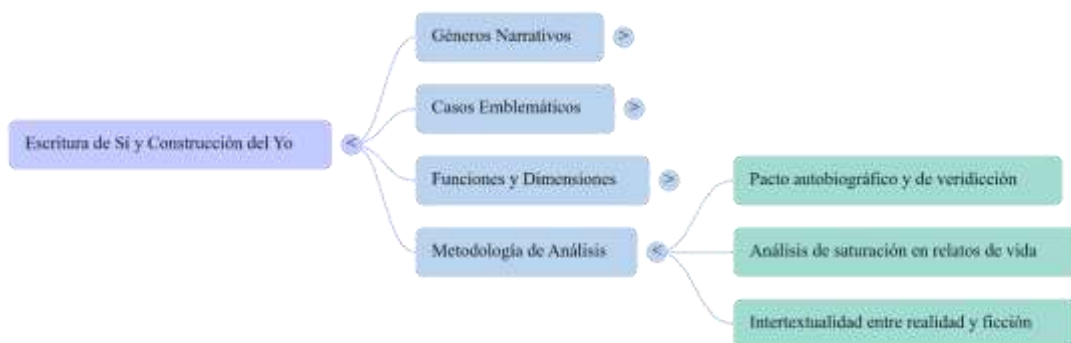 Escritura de Sí y Construcción del Yo
Géneros Narrativos
Casos Emblemáticos
Funciones y Dimensiones
Metodología de Análisis
Pacto autobiográfico y de veridicción
Análisis de saturación en relatos de vida
Intertextualidad entre realidad y ficción